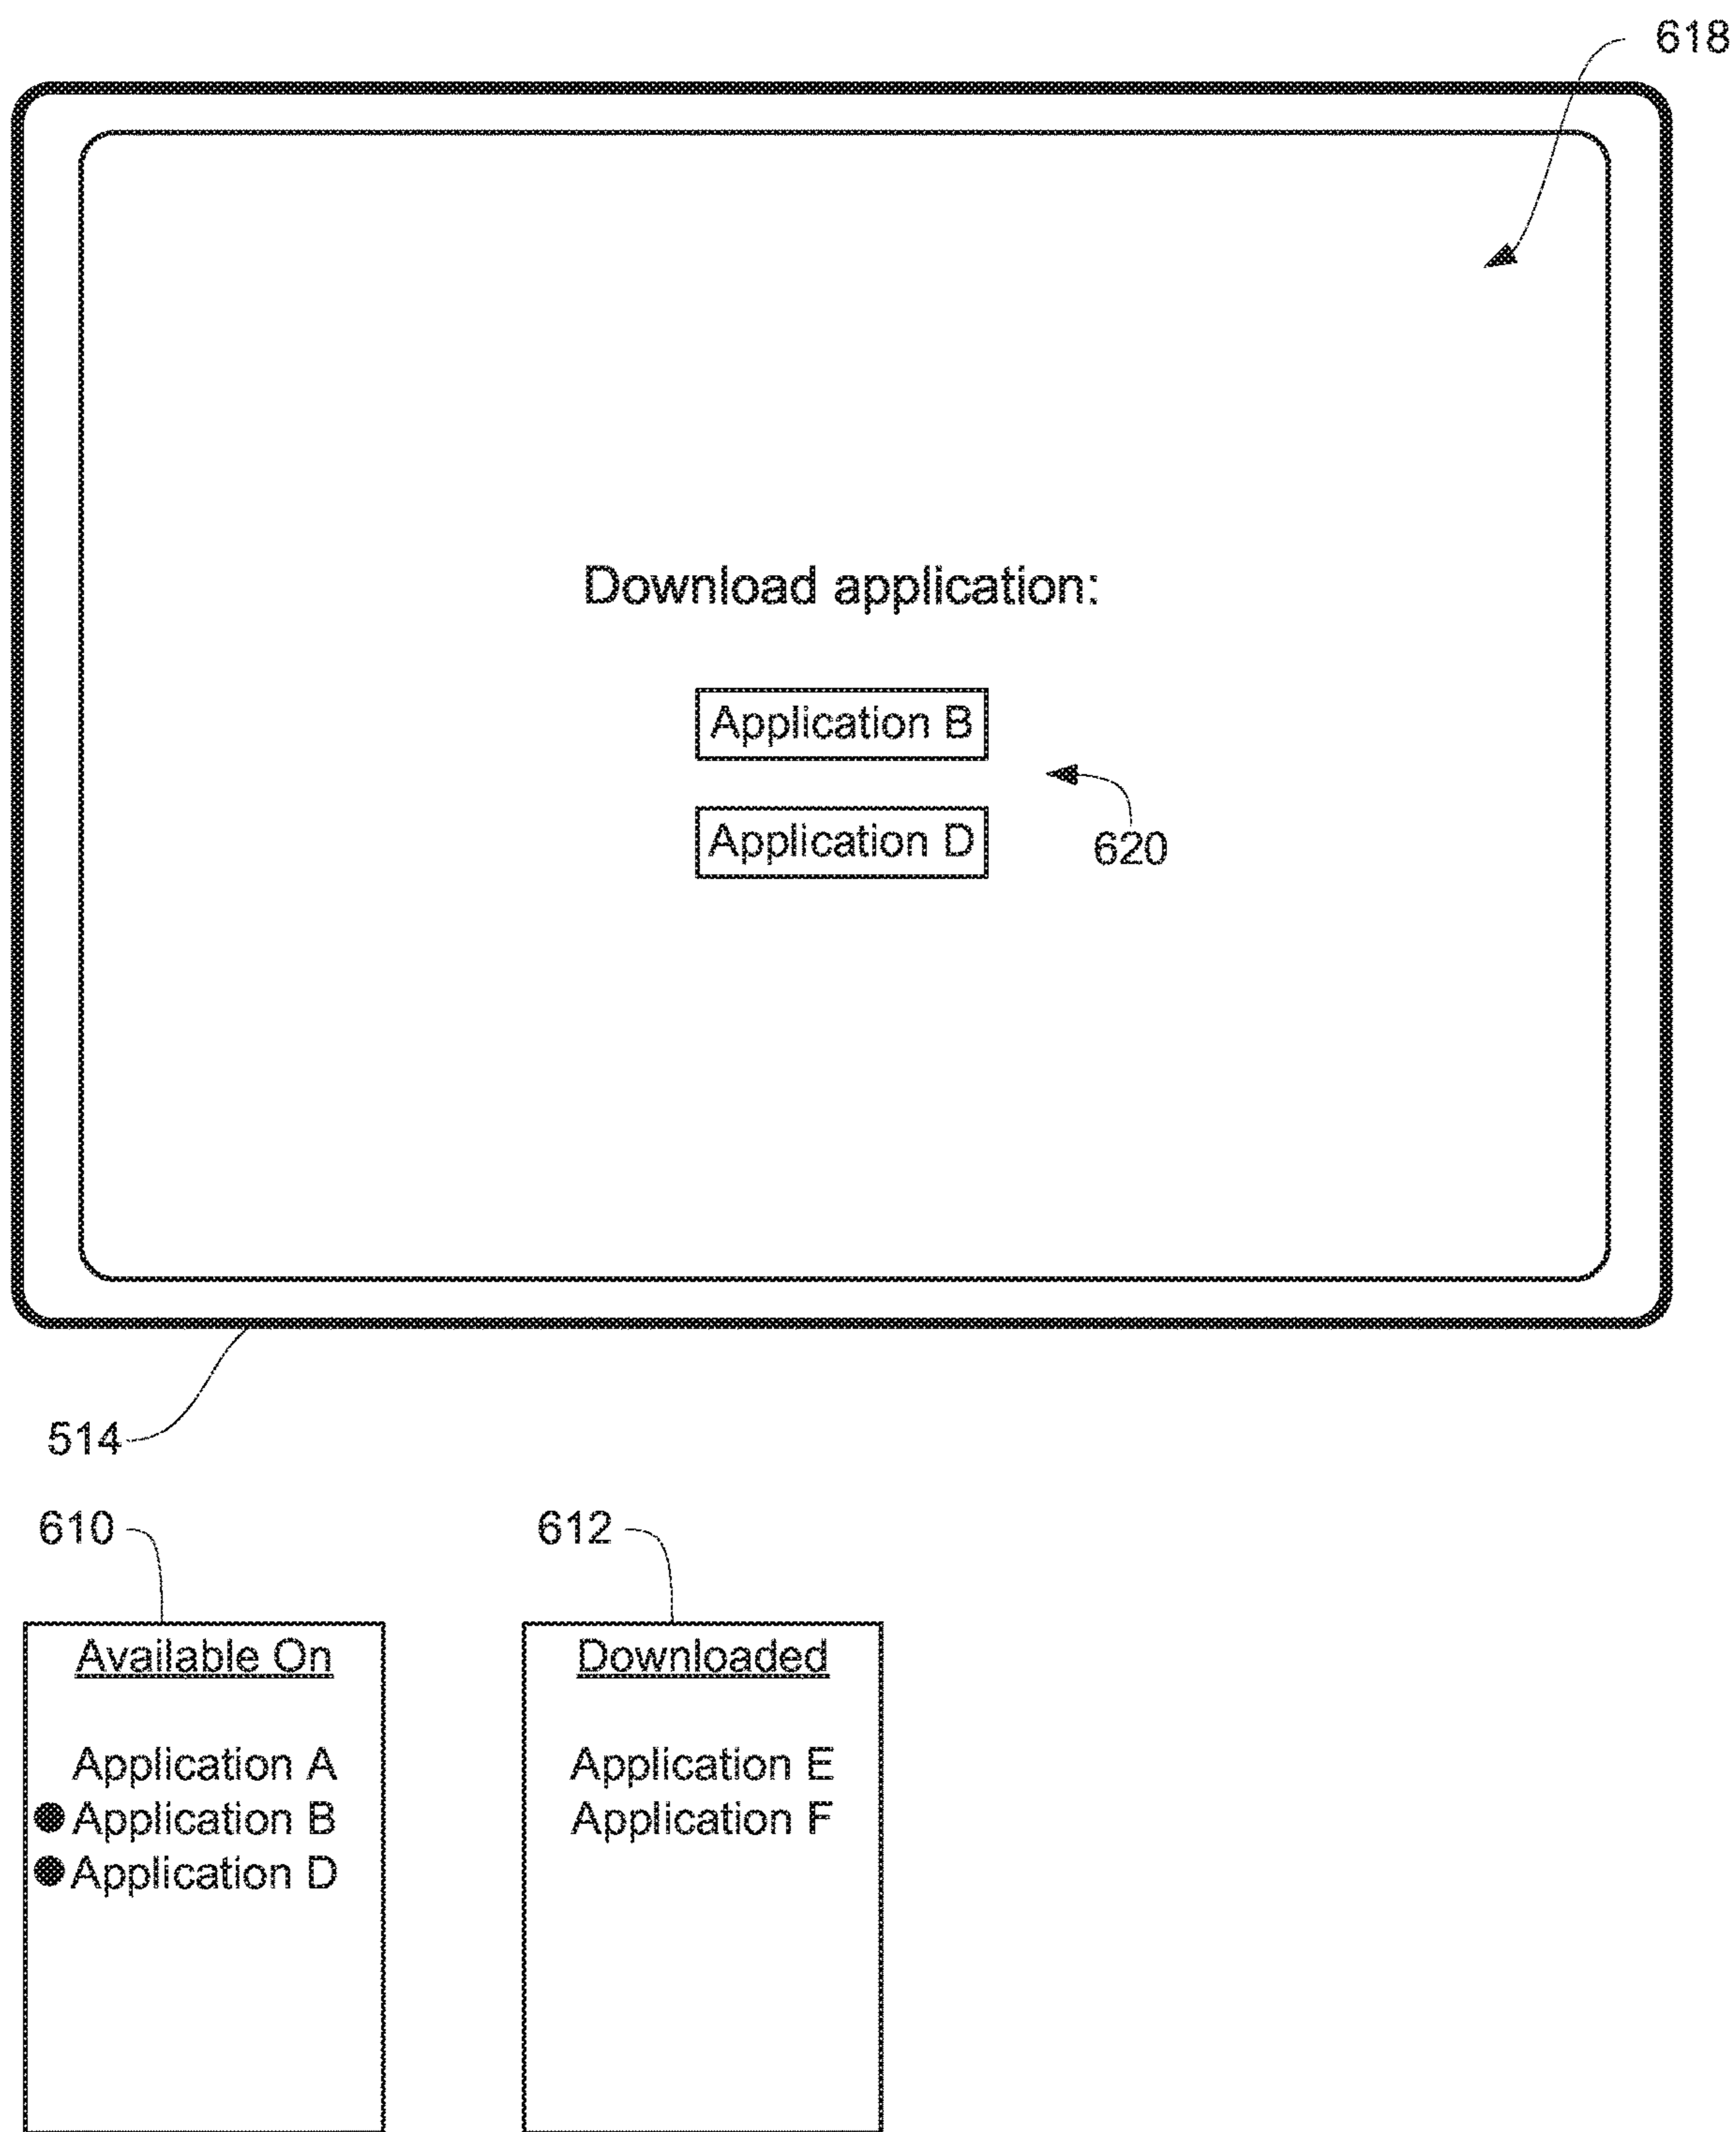 618
Download application:
Application B
Application D
620
514
610
612
Available On
Application A
Application B
Application D
Downloaded
Application E
Application F